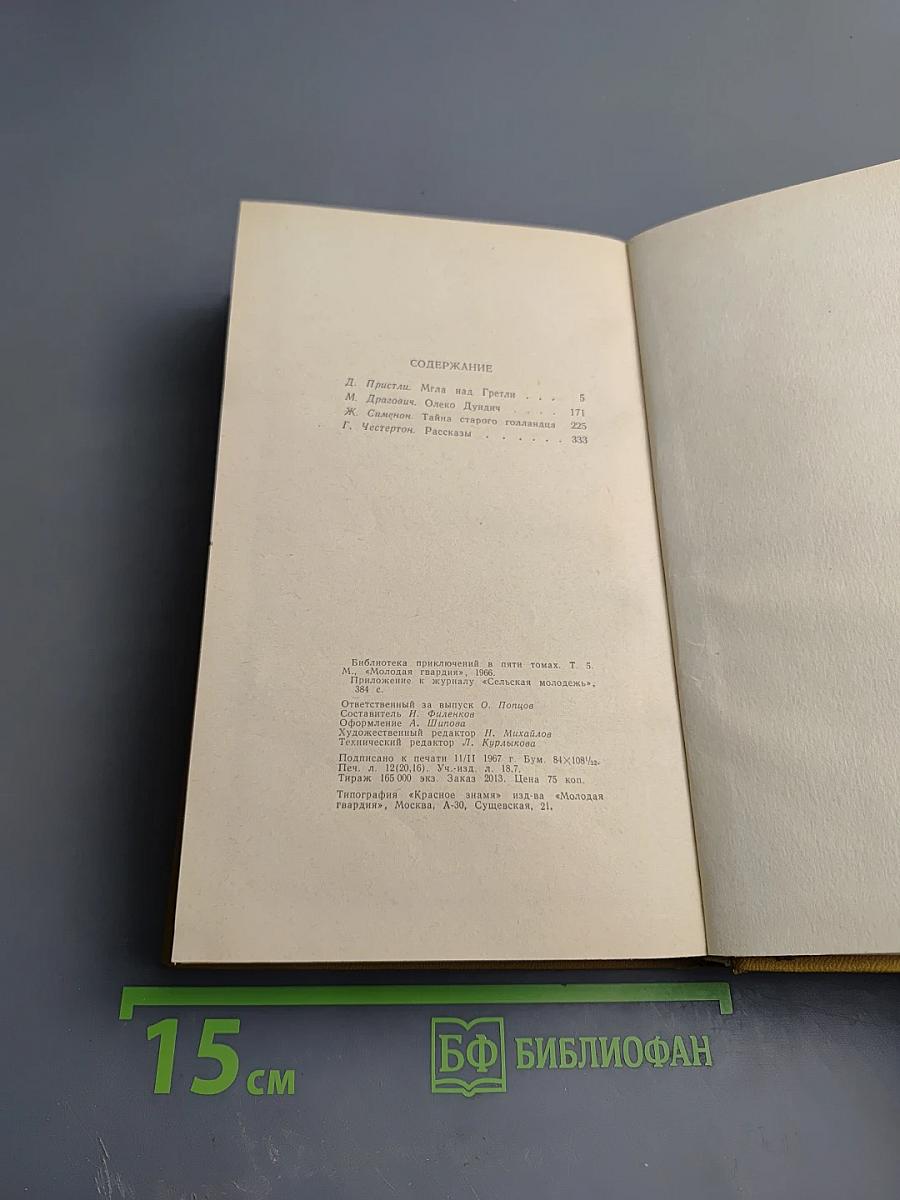 СОДЕРЖАНИЕ
Д. Пристли. Мгла над Гретли . . . 5
М. Драгович. Олеко Дундич . . . . 171
Ж. Сименон. Тайна старого голландца 225
Г. Честертон. Рассказы . . . . . . 333
Библиотека приключений в пяти томах. Т. 5.
М., «Молодая гвардия», 1966.
Приложение к журналу «Сельская молодежь»,
384 с.
Ответственный за выпуск О. Попцов
Составитель Н. Филенков
Оформление А. Шипова
Художественный редактор Н. Михайлов
Технический редактор Л. Курлыкова
Подписано к печати 11/II 1967 г. Бум. 84×108 1/32.
Печ. л. 12(20,16). Уч.-изд. л. 18,7.
Тираж 165 000 экз. Заказ 2013. Цена 75 коп.
Типография «Красное знамя» изд-ва «Молодая
гвардия», Москва, А-30, Сущевская, 21.
15 см
БФ БИБЛИОФАН